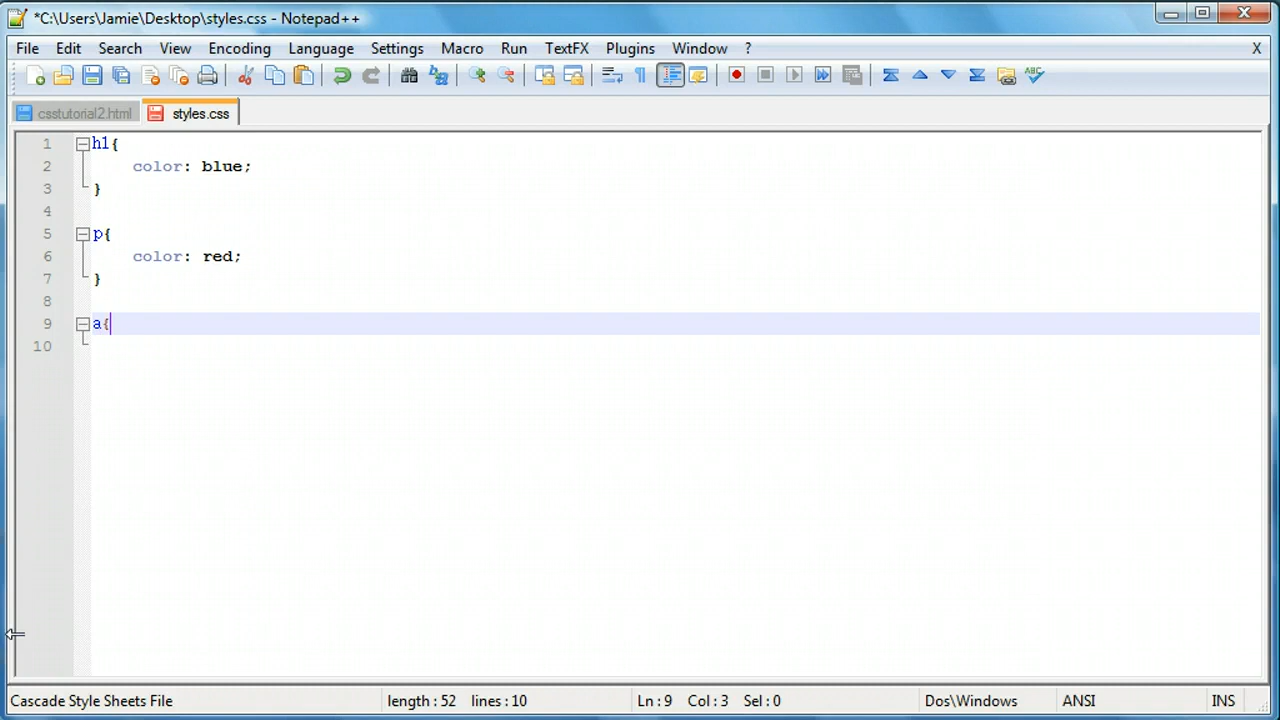 *C:\Users\Jamie\Desktop\styles.css - Notepad++
File Edit Search View Encoding Language Settings Macro Run TextFX Plugins Window ? X
csstutorial2.html styles.css
1 h1{
2 color: blue;
3 }
4
5 p{
6 color: red;
7 }
8
9 a{
10
Cascade Style Sheets File length : 52 lines : 10 Ln : 9 Col : 3 Sel : 0 Dos\Windows ANSI INS